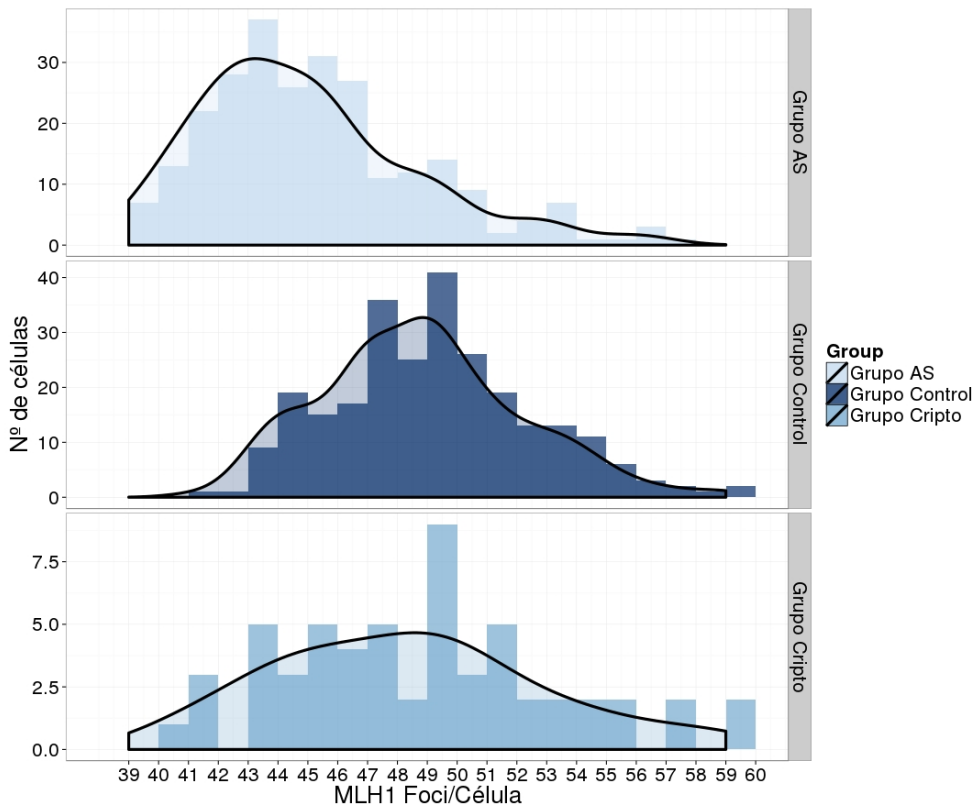 30
20
10
0
Grupo AS
40
30
20
10
0
Grupo Control
7.5
5.0
2.5
0.0
Grupo Cripto
Nº de células
39 40 41 42 43 44 45 46 47 48 49 50 51 52 53 54 55 56 57 58 59 60
MLH1 Foci/Célula
Group
Grupo AS
Grupo Control
Grupo Cripto